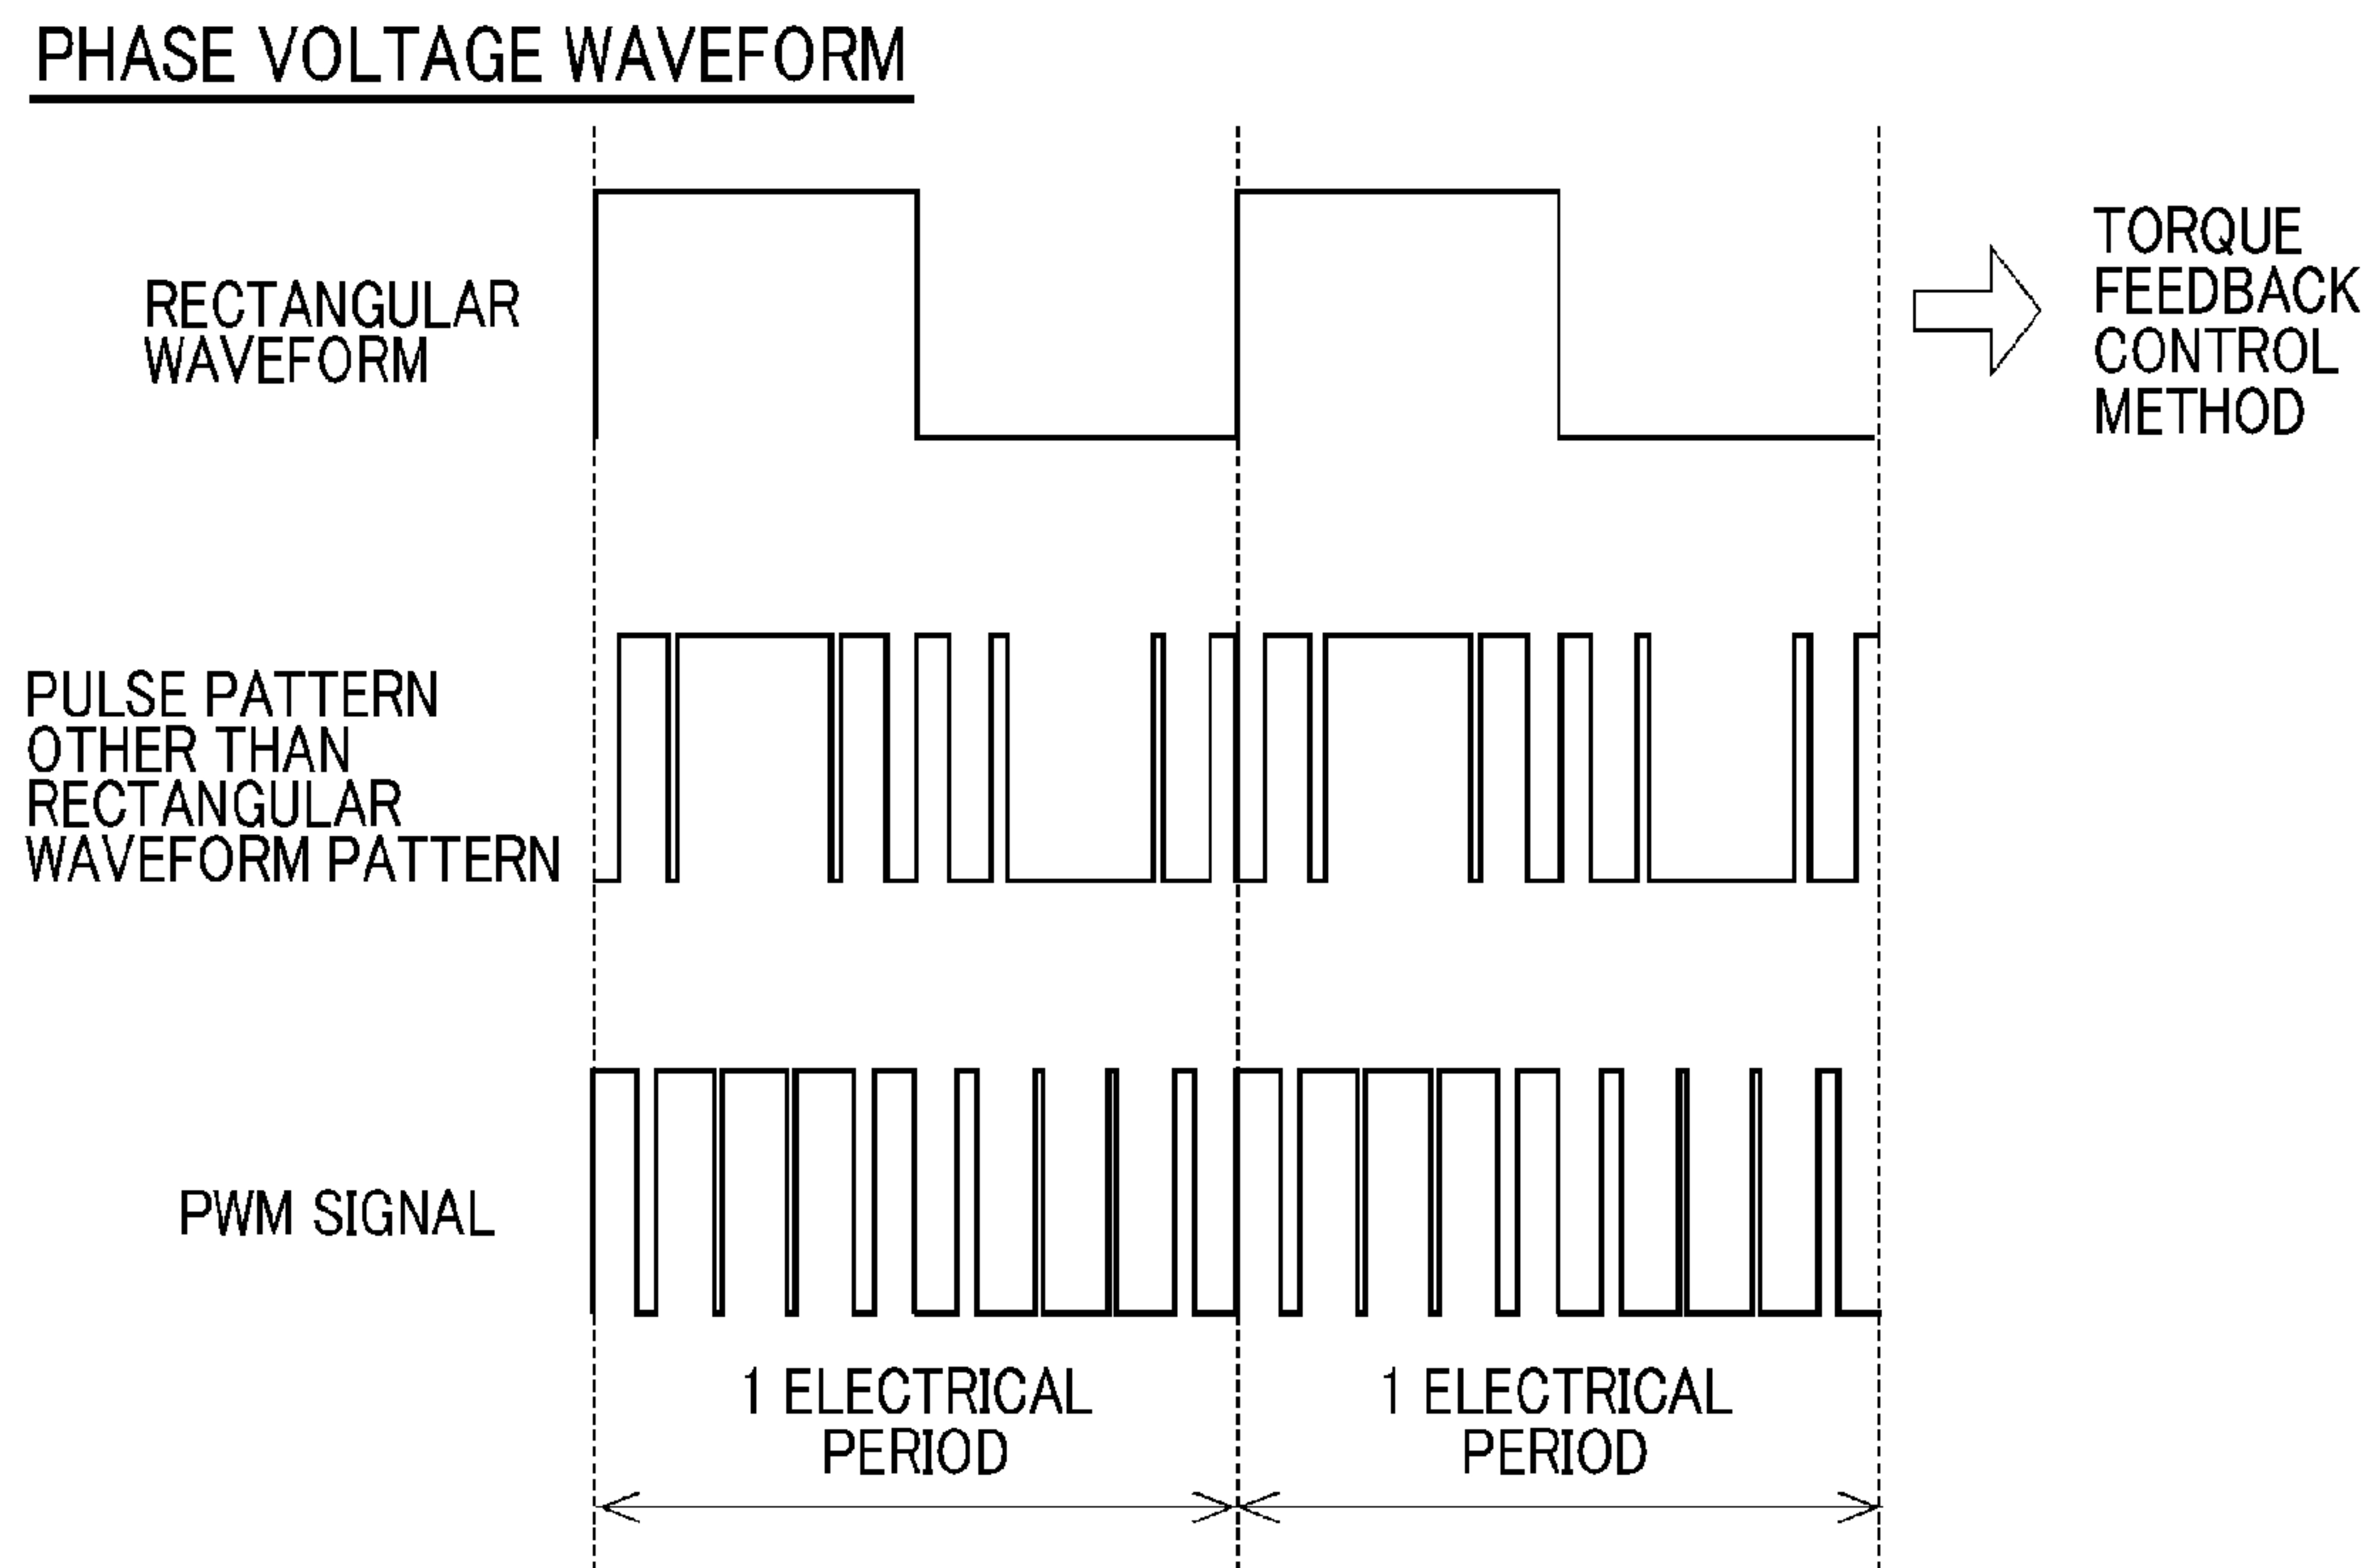 PHASE VOLTAGE WAVEFORM
RECTANGULAR
WAVEFORM
TORQUE
FEEDBACK
CONTROL
METHOD
PULSE PATTERN
OTHER THAN
RECTANGULAR
WAVEFORM PATTERN
PWM SIGNAL
1 ELECTRICAL
PERIOD
1 ELECTRICAL
PERIOD